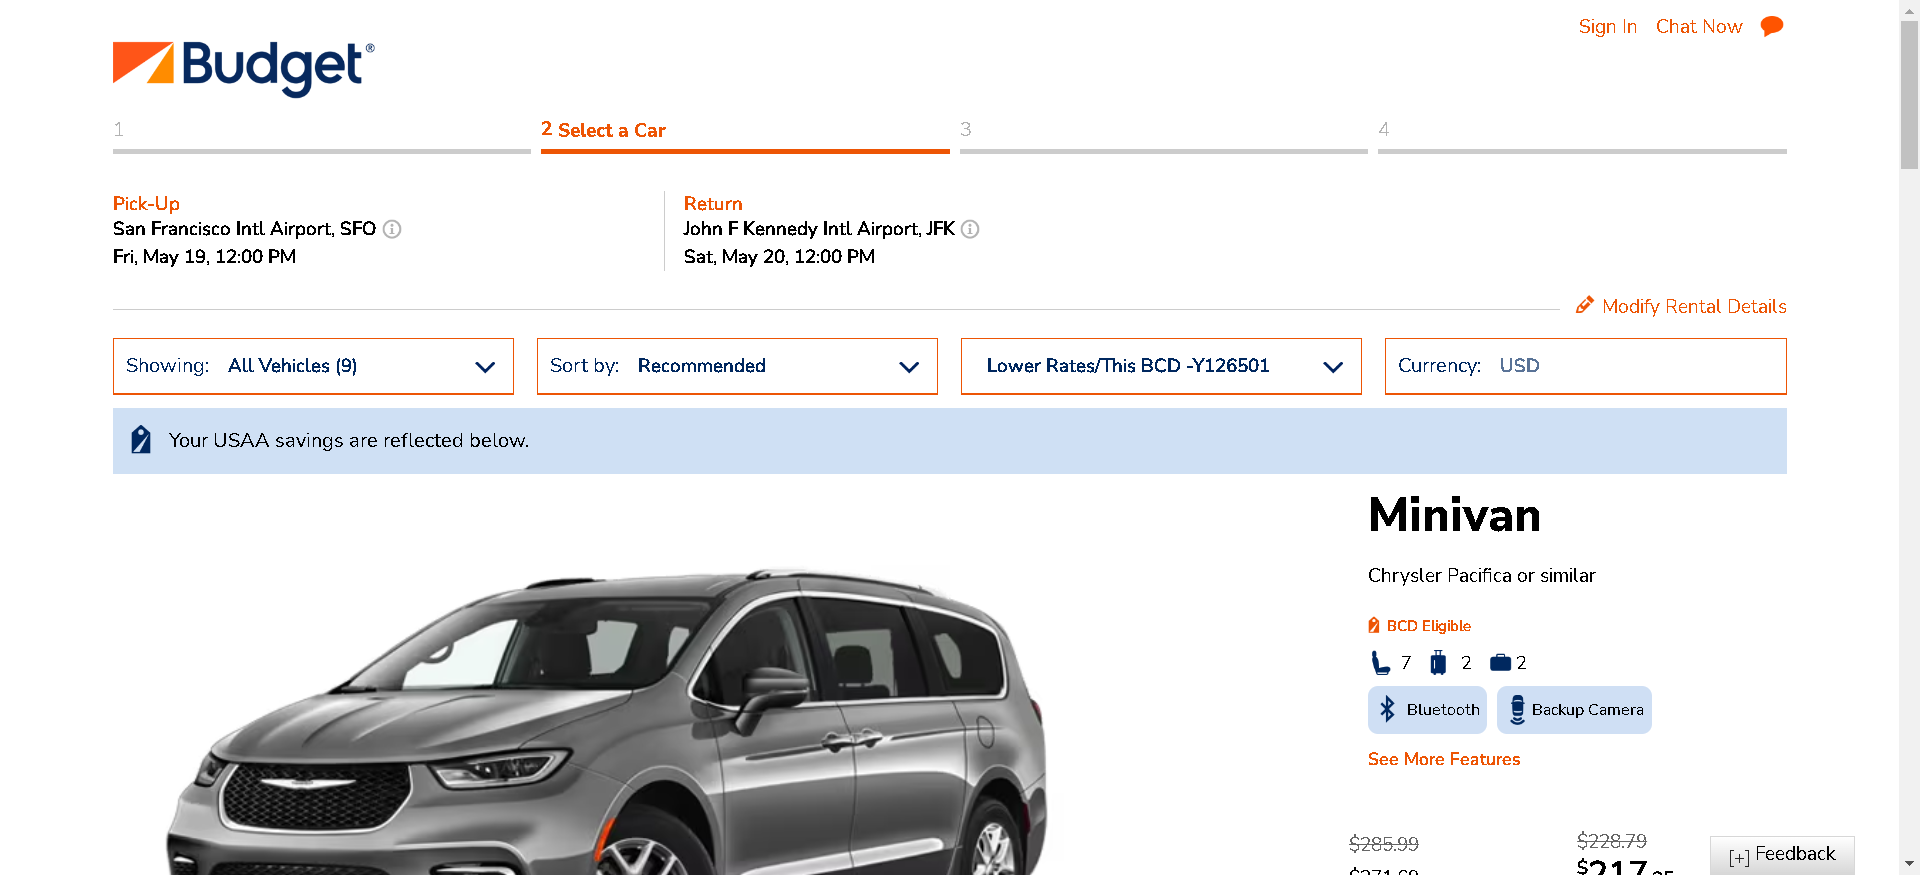 Sign In Chat Now
Budget®
1 2 Select a Car 3 4
Pick-Up
San Francisco Intl Airport, SFO
Fri, May 19, 12:00 PM
Return
John F Kennedy Intl Airport, JFK
Sat, May 20, 12:00 PM
Modify Rental Details
Showing: All Vehicles (9)
Sort by: Recommended
Lower Rates/This BCD -Y126501
Currency: USD
Your USAA savings are reflected below.
Minivan
Chrysler Pacifica or similar
BCD Eligible
7 2 2
Bluetooth Backup Camera
See More Features
$285.99 $228.79
[+] Feedback